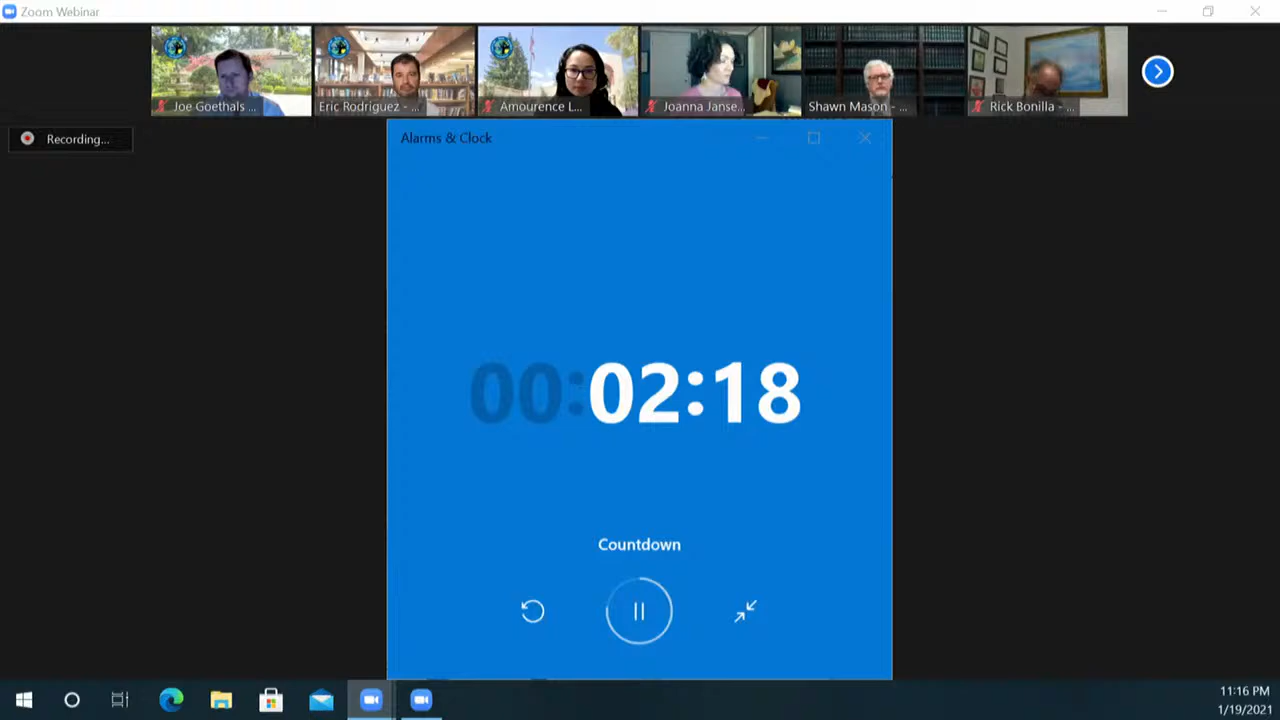 Zoom Webinar
Joe Goethals ...
Eric Rodriguez - ...
Amourence L...
Joanna Janse...
Shawn Mason - ...
Rick Bonilla - ...
Recording...
Alarms & Clock
00:02:18
Countdown
11:16 PM
1/19/2021